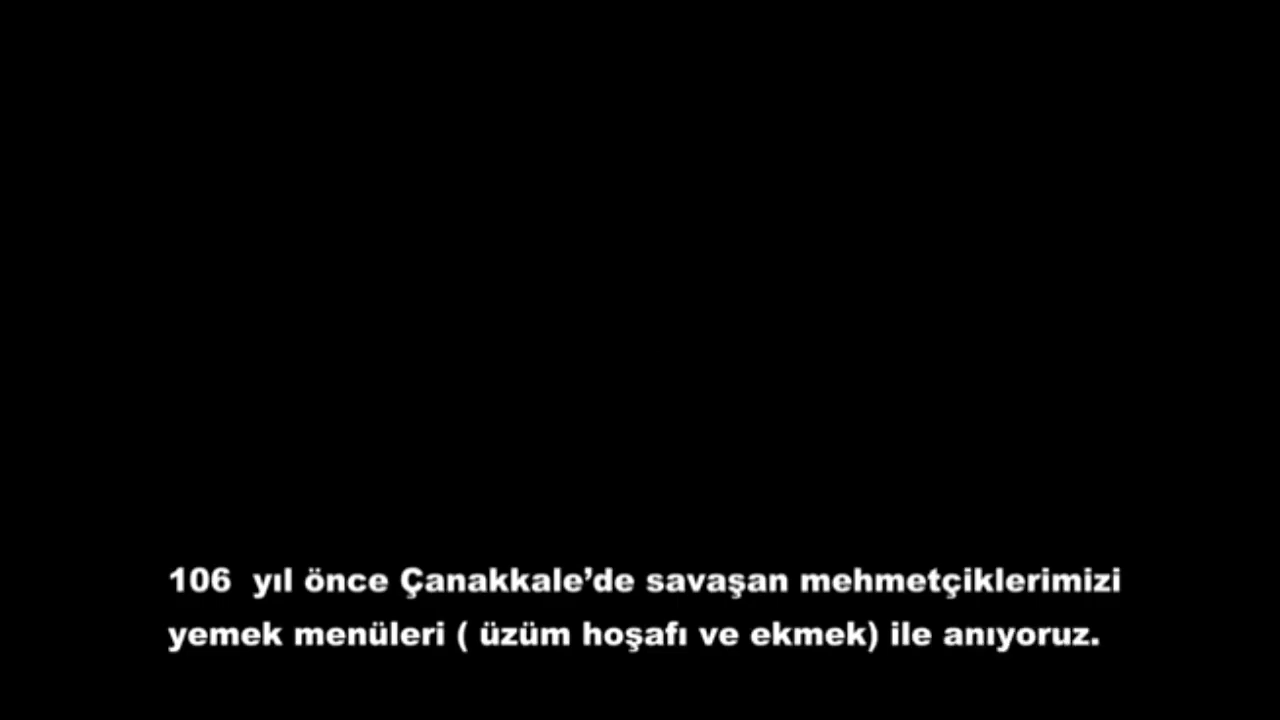 106  yıl önce Çanakkale’de savaşan mehmetçiklerimizi
yemek menüleri ( üzüm hoşafı ve ekmek) ile anıyoruz.